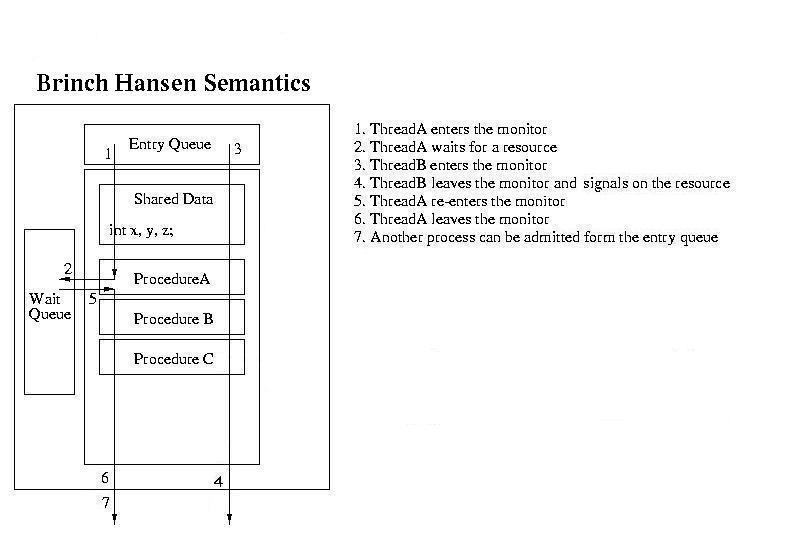 Brinch Hansen Semantics
Entry Queue
1
3
Shared Data
int x, y, z;
2
ProcedureA
5
Wait
Queue
Procedure B
Procedure C
6
4
7
1. ThreadA enters the monitor
2. ThreadA waits for a resource
3. ThreadB enters the monitor
4. ThreadB leaves the monitor and signals on the resource
5. ThreadA re-enters the monitor
6. ThreadA leaves the monitor
7. Another process can be admitted form the entry queue